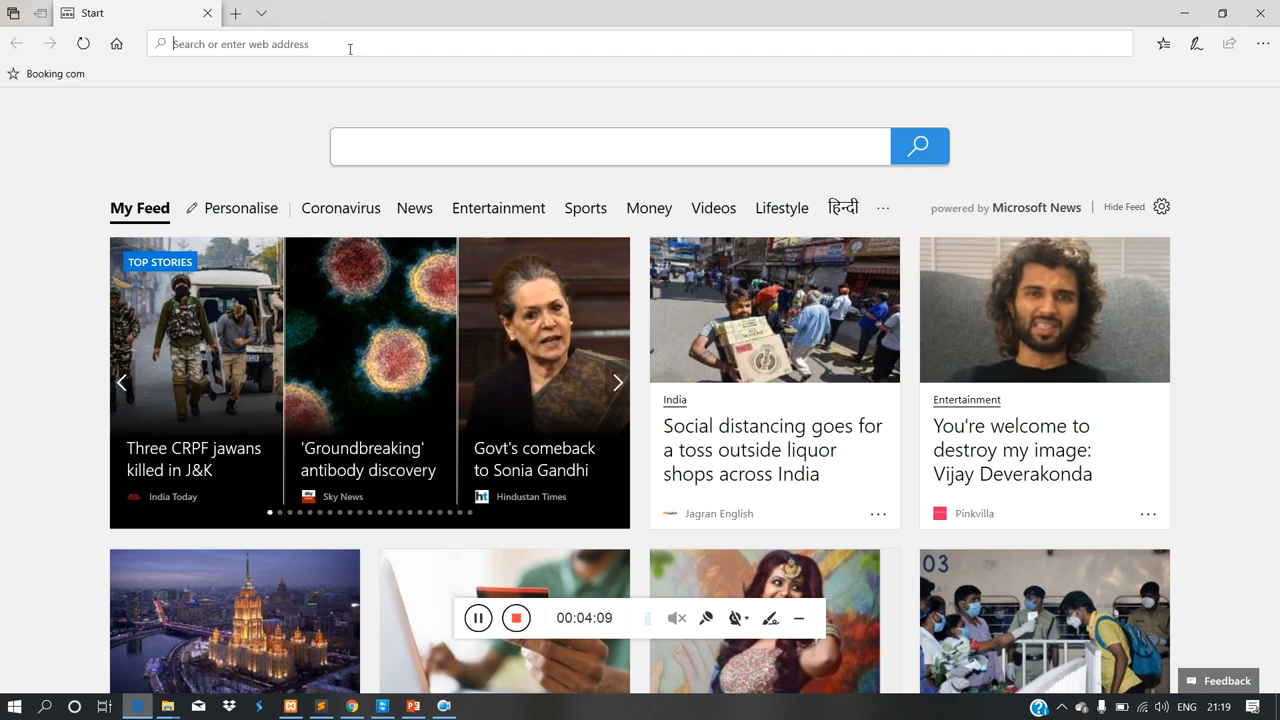 Start
Search or enter web address
Booking com
My Feed
Personalise
Coronavirus
News
Entertainment
Sports
Money
Videos
Lifestyle
हिन्दी
powered by Microsoft News
Hide Feed
TOP STORIES
Three CRPF jawans
killed in J&K
India Today
'Groundbreaking'
antibody discovery
Sky News
Govt's comeback
to Sonia Gandhi
ht
Hindustan Times
India
Social distancing goes for
a toss outside liquor
shops across India
Jagran English
Entertainment
You're welcome to
destroy my image:
Vijay Deverakonda
Pinkvilla
03
00:04:09
Feedback
ENG
21:19